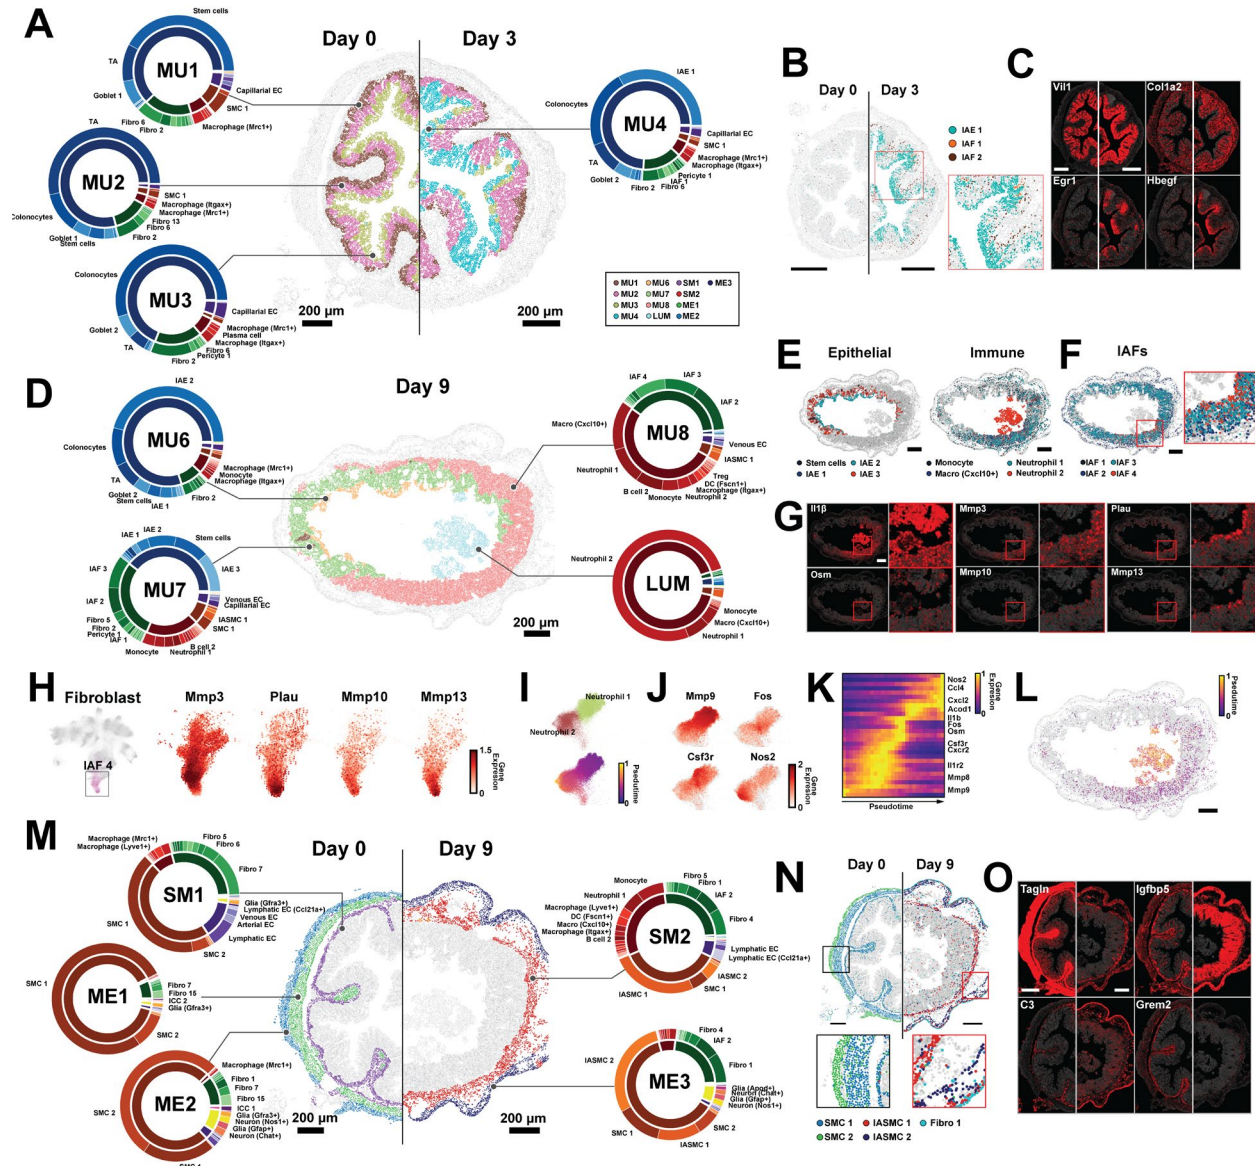 A
Stem cells
TA
MU1
Goblet 1
Fibro 6
Fibro 2
Capillarial EC
SMC 1
Macrophage (Mrc1+)
TA
MU2
Colonocytes
Goblet 1
Stem cells
SMC 1
Macrophage (Itgax+)
Macrophage (Mrc1+)
Fibro 13
Fibro 6
Fibro 2
Colonocytes
MU3
Goblet 2
TA
Capillarial EC
Macrophage (Mrc1+)
Plasma cell
Macrophage (Itgax+)
Fibro 6
Pericyte 1
Fibro 2
Day 0
Day 3
200 µm
200 µm
IAE 1
Colonocytes
MU4
TA
Goblet 2
Capillarial EC
SMC 1
Macrophage (Mrc1+)
Macrophage (Itgax+)
Pericyte 1
IAF 1
Fibro 6
Fibro 2
MU1 MU6 SM1 ME3
MU2 MU7 SM2
MU3 MU8 ME1
MU4 LUM ME2
B
Day 0
Day 3
IAE 1
IAF 1
IAF 2
C
Vil1
Col1a2
Egr1
Hbegf
D
Day 9
IAE 2
Colonocytes
MU6
TA
Goblet 2
Stem cells
IAE 1
Fibro 2
Macrophage (Mrc1+)
Monocyte
Macrophage (Itgax+)
IAE 2
IAE 1
Stem cells
IAF 3
IAE 3
MU7
IAF 2
Fibro 5
Fibro 2
Pericyte 1
IAF 1
Monocyte
Neutrophil 1
B cell 2
SMC 1
IASMC 1
Capillarial EC
Venous EC
200 µm
IAF 4
IAF 3
IAF 2
Macro (Cxcl10+)
MU8
Neutrophil 1
B cell 2
Monocyte
Neutrophil 2
Macrophage (Itgax+)
DC (Fscn1+)
Treg
IASMC 1
Venous EC
Neutrophil 2
LUM
Monocyte
Macro (Cxcl10+)
Neutrophil 1
E
Epithelial
Immune
Stem cells IAE 2
IAE 1 IAE 3
Monocyte Neutrophil 1
Macro (Cxcl10+) Neutrophil 2
F
IAFs
IAF 1 IAF 3
IAF 2 IAF 4
G
Il1β
Mmp3
Plau
Osm
Mmp10
Mmp13
H
Fibroblast
IAF 4
Mmp3
Plau
Mmp10
Mmp13
1.5
0
Gene Expresion
I
Neutrophil 1
Neutrophil 2
1
0
Psedutime
J
Mmp9
Fos
Csf3r
Nos2
2
0
Gene Expresion
K
Nos2
Ccl4
Cxcl2
Acod1
Il1b
Fos
Osm
Csf3r
Cxcr2
Il1r2
Mmp8
Mmp9
Pseudotime
1
0
Gene Expresion
L
1
0
Psedutime
M
Macrophage (Mrc1+)
Macrophage (Lyve1+)
Fibro 5
Fibro 6
Fibro 7
SM1
SMC 1
SMC 2
Glia (Gfra3+)
Lymphatic EC (Ccl21a+)
Venous EC
Arterial EC
Lymphatic EC
SMC 1
ME1
SMC 2
Fibro 7
Fibro 15
ICC 2
Glia (Gfra3+)
SMC 2
ME2
SMC 1
Macrophage (Mrc1+)
Fibro 1
Fibro 7
Fibro 15
ICC 1
Glia (Gfra3+)
Neuron (Nos1+)
Glia (Gfap+)
Neuron (Chat+)
Day 0
Day 9
200 µm
200 µm
Monocyte
Neutrophil 1
Macrophage (Lyve1+)
DC (Fscn1+)
Macro (Cxcl10+)
Macrophage (Itgax+)
B cell 2
SM2
Fibro 5
Fibro 1
IAF 2
Fibro 4
Lymphatic EC
Lymphatic EC (Ccl21a+)
IASMC 2
SMC 1
IASMC 1
IASMC 2
ME3
Fibro 4
IAF 2
Fibro 1
Glia (Apod+)
Neuron (Chat+)
Glia (Gfap+)
Neuron (Nos1+)
SMC 2
IASMC 1
SMC 1
N
Day 0
Day 9
SMC 1 IASMC 1 Fibro 1
SMC 2 IASMC 2
O
Tagln
Igfbp5
C3
Grem2